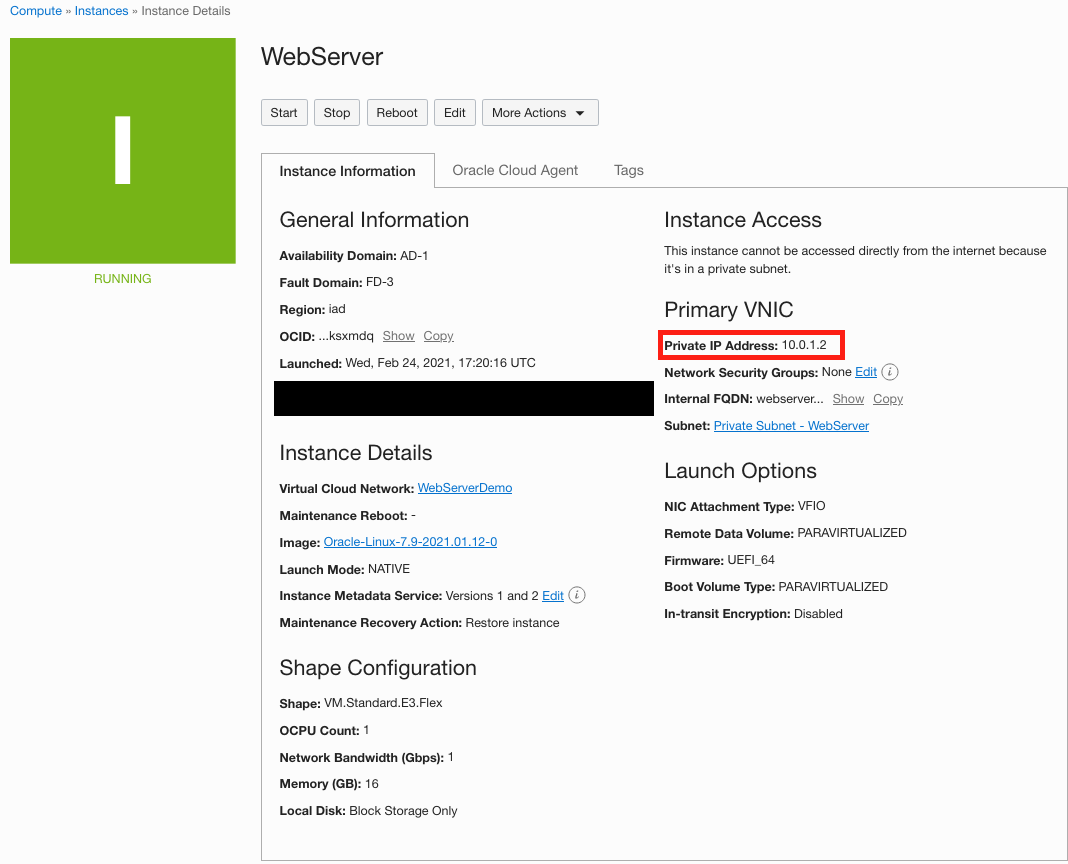 Compute » Instances » Instance Details
I
RUNNING
WebServer
Start Stop Reboot Edit More Actions
Instance Information Oracle Cloud Agent Tags
General Information
Availability Domain: AD-1
Fault Domain: FD-3
Region: iad
OCID: ...ksxmdq Show Copy
Launched: Wed, Feb 24, 2021, 17:20:16 UTC
Instance Details
Virtual Cloud Network: WebServerDemo
Maintenance Reboot: -
Image: Oracle-Linux-7.9-2021.01.12-0
Launch Mode: NATIVE
Instance Metadata Service: Versions 1 and 2 Edit i
Maintenance Recovery Action: Restore instance
Shape Configuration
Shape: VM.Standard.E3.Flex
OCPU Count: 1
Network Bandwidth (Gbps): 1
Memory (GB): 16
Local Disk: Block Storage Only
Instance Access
This instance cannot be accessed directly from the internet because
it's in a private subnet.
Primary VNIC
Private IP Address: 10.0.1.2
Network Security Groups: None Edit i
Internal FQDN: webserver... Show Copy
Subnet: Private Subnet - WebServer
Launch Options
NIC Attachment Type: VFIO
Remote Data Volume: PARAVIRTUALIZED
Firmware: UEFI_64
Boot Volume Type: PARAVIRTUALIZED
In-transit Encryption: Disabled